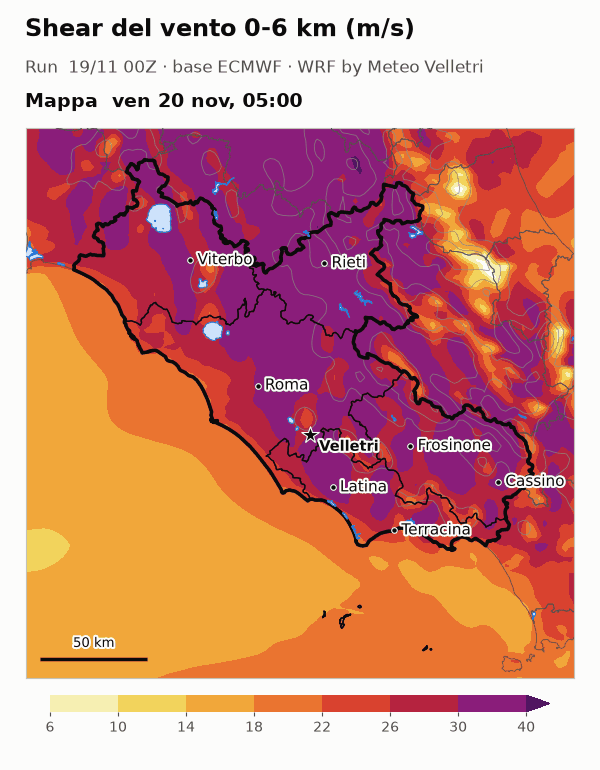 Shear del vento 0-6 km (m/s)
Run 19/11 00Z · base ECMWF · WRF by Meteo Velletri
Mappa ven 20 nov, 05:00
Viterbo
Rieti
Roma
Velletri
Frosinone
Cassino
Latina
Terracina
50 km
6 10 14 18 22 26 30 40